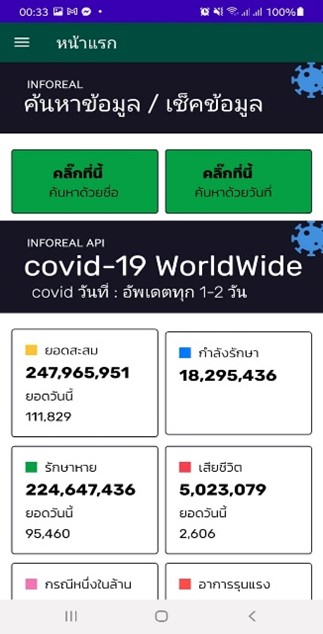 00:33 100%
หน้าแรก
INFOREAL
ค้นหาข้อมูล / เช็คข้อมูล
คลิ๊กที่นี้
ค้นหาด้วยชื่อ
คลิ๊กที่นี้
ค้นหาด้วยวันที่
INFOREAL API
covid-19 WorldWide
covid วันที่ : อัพเดตทุก 1-2 วัน
ยอดสะสม
247,965,951
ยอดวันนี้
111,829
กำลังรักษา
18,295,436
รักษาหาย
224,647,436
ยอดวันนี้
95,460
เสียชีวิต
5,023,079
ยอดวันนี้
2,606
กรณีหนึ่งในล้าน
อาการรุนแรง